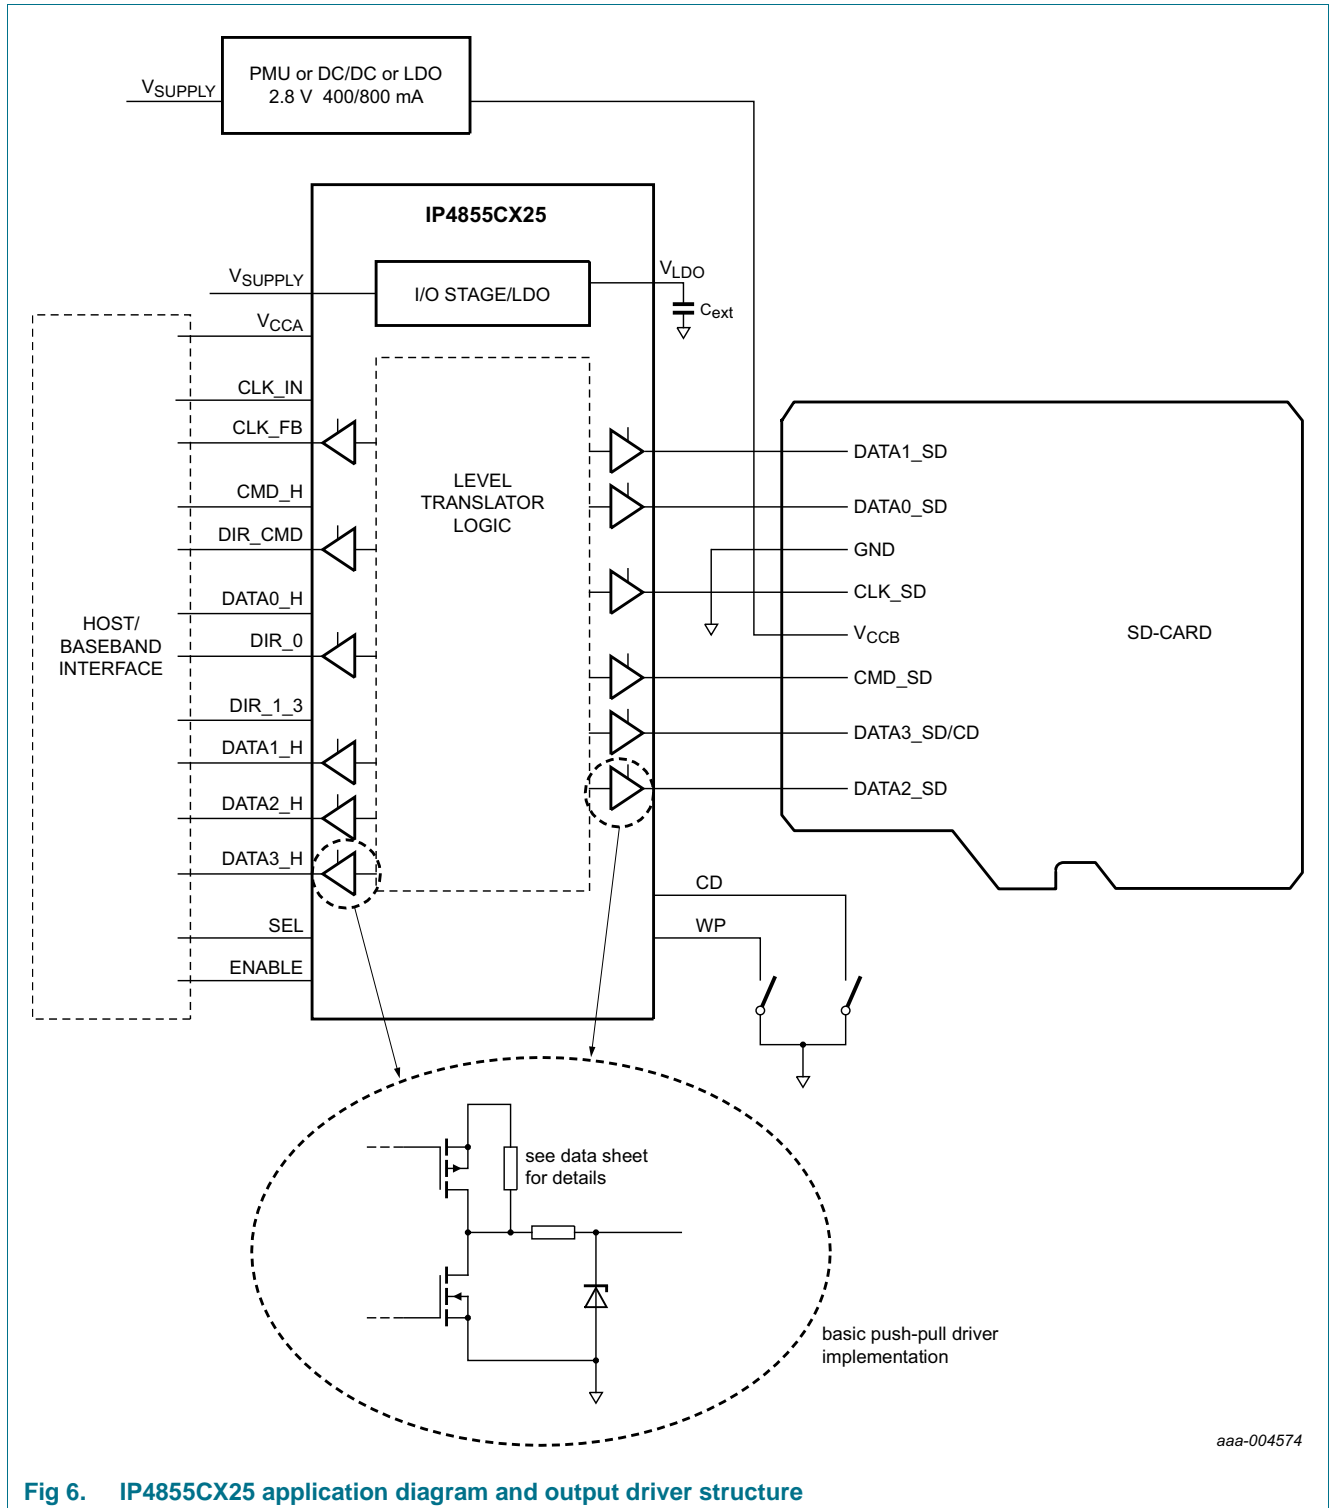 PMU or DC/DC or LDO
2.8 V 400/800 mA
VSUPPLY
IP4855CX25
VSUPPLY
I/O STAGE/LDO
VLDO
Cext
VCCA
CLK_IN
CLK_FB
CMD_H
DIR_CMD
DATA0_H
DIR_0
DIR_1_3
DATA1_H
DATA2_H
DATA3_H
SEL
ENABLE
HOST/
BASEBAND
INTERFACE
LEVEL
TRANSLATOR
LOGIC
DATA1_SD
DATA0_SD
GND
CLK_SD
VCCB
CMD_SD
DATA3_SD/CD
DATA2_SD
SD-CARD
CD
WP
see data sheet
for details
basic push-pull driver
implementation
aaa-004574
Fig 6. IP4855CX25 application diagram and output driver structure